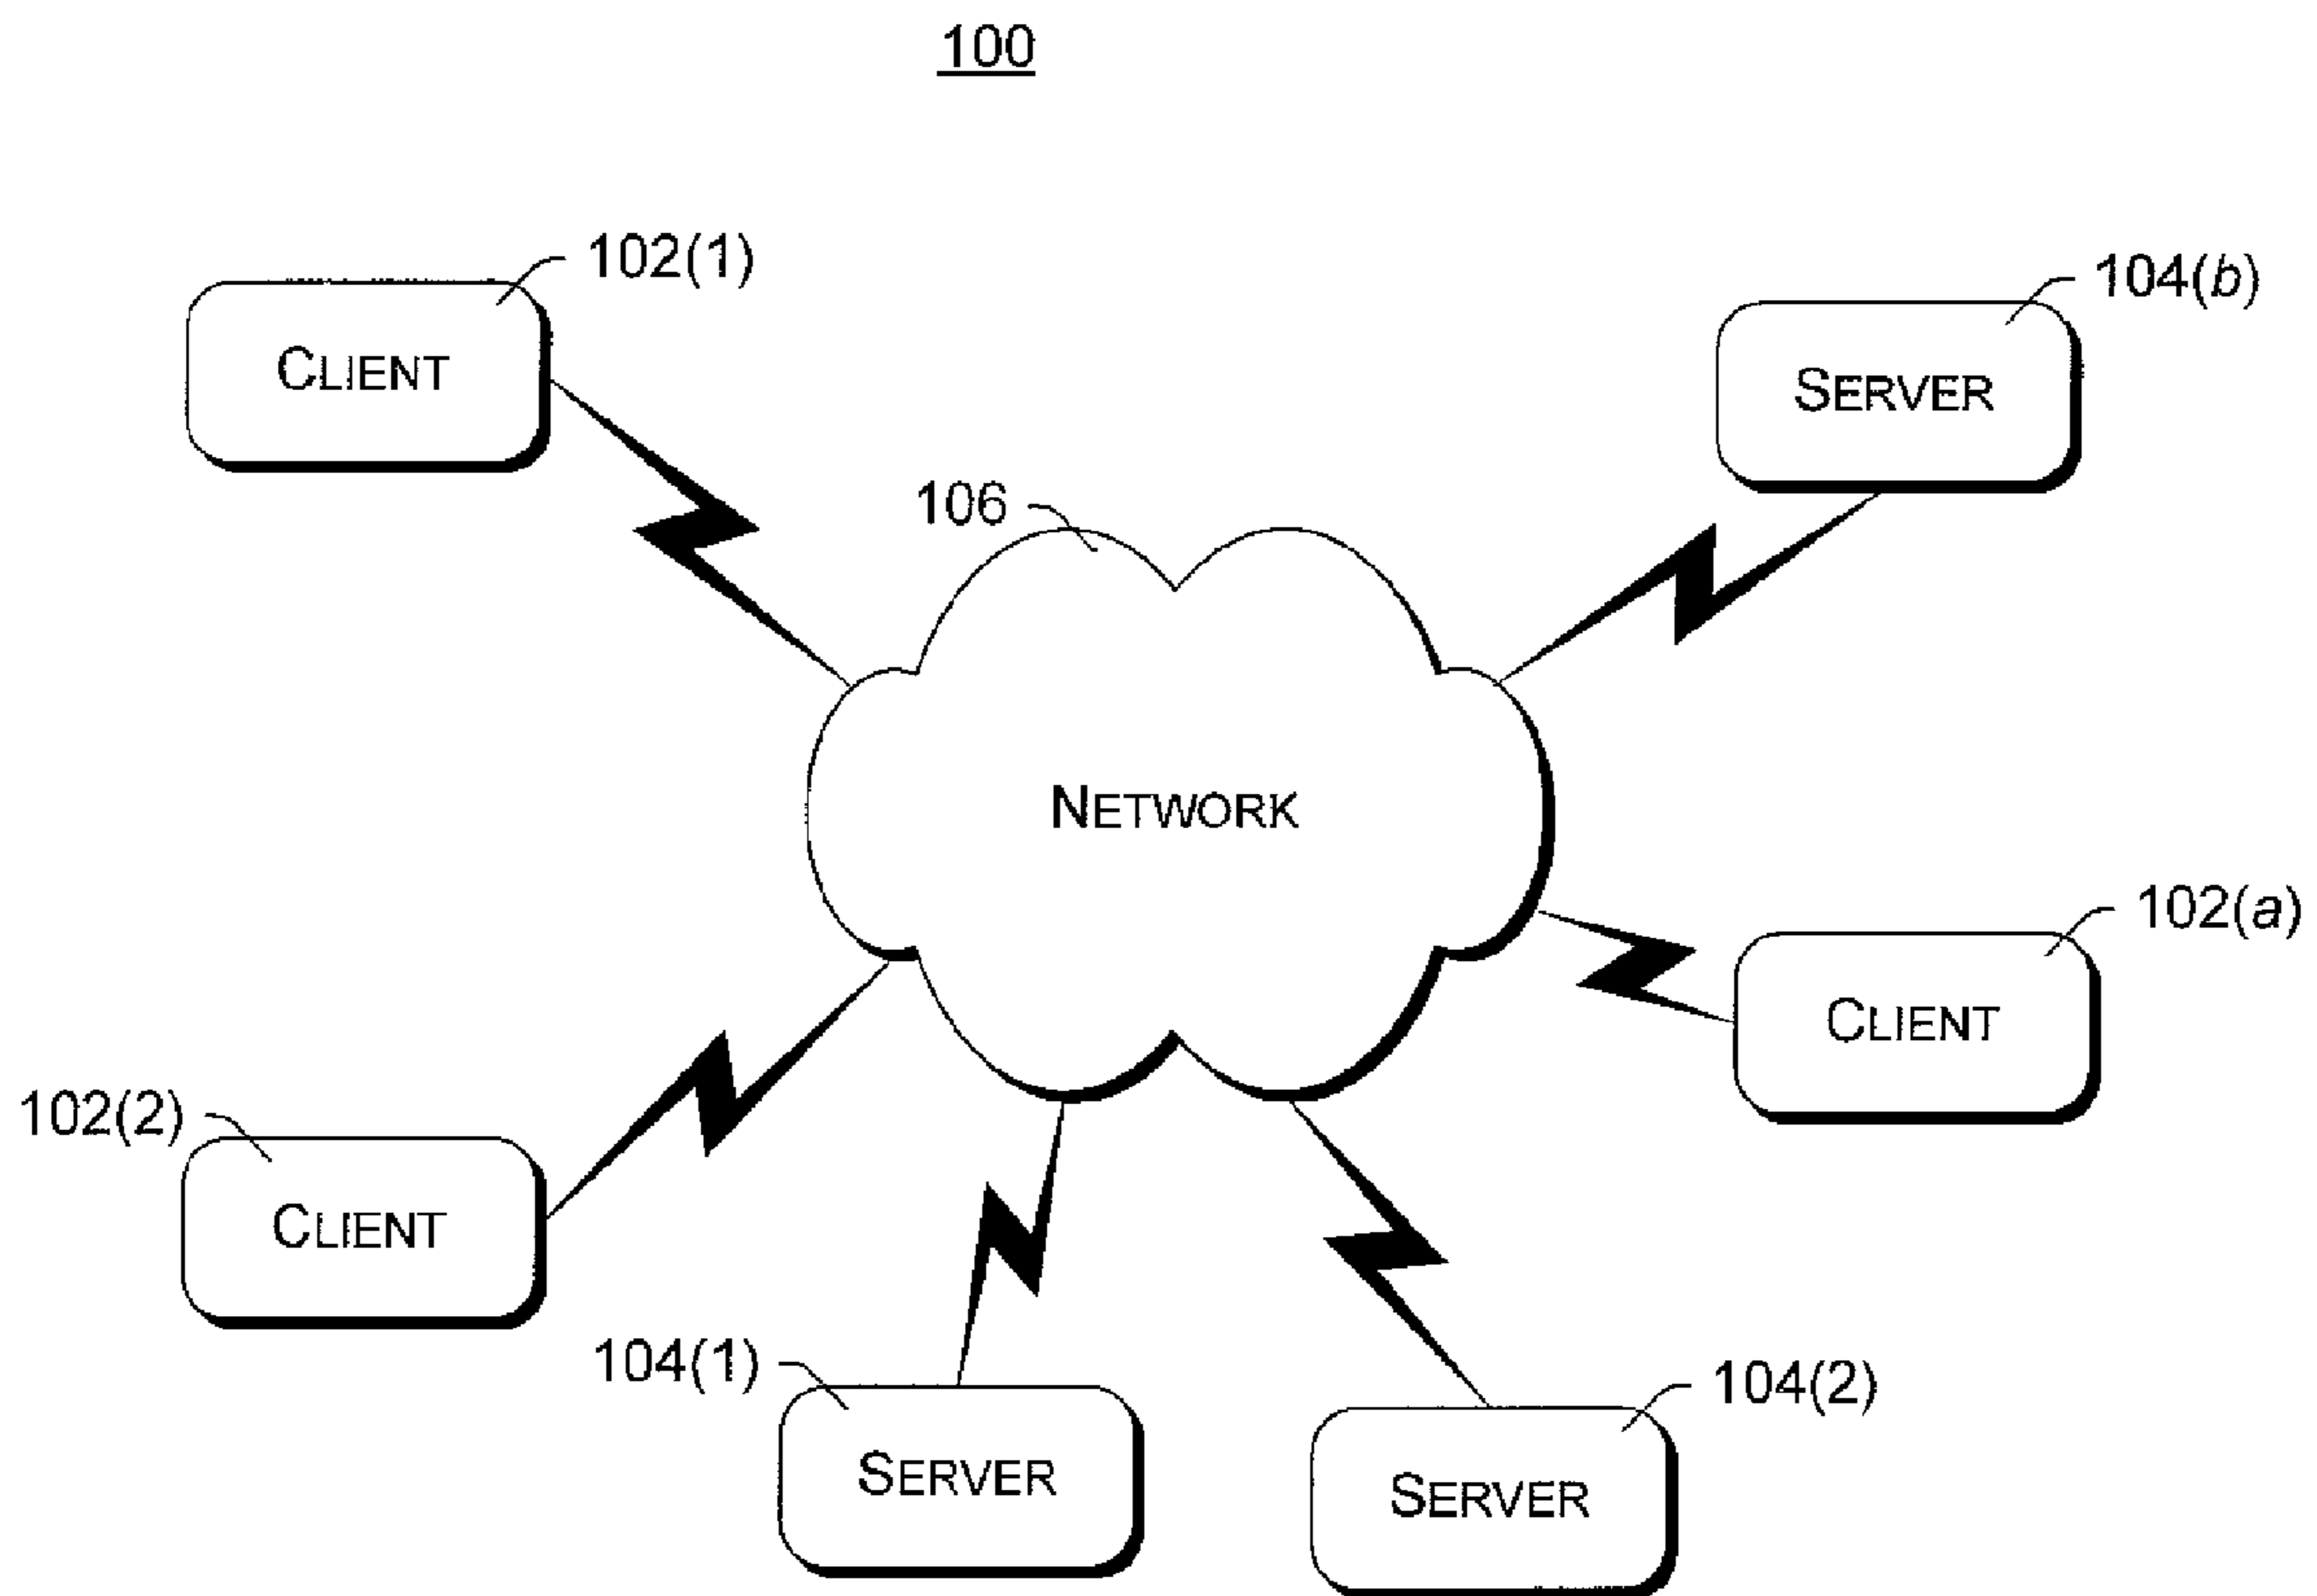 100
102(1)
CLIENT
104(b)
SERVER
106
NETWORK
102(a)
CLIENT
102(2)
CLIENT
104(1)
SERVER
104(2)
SERVER